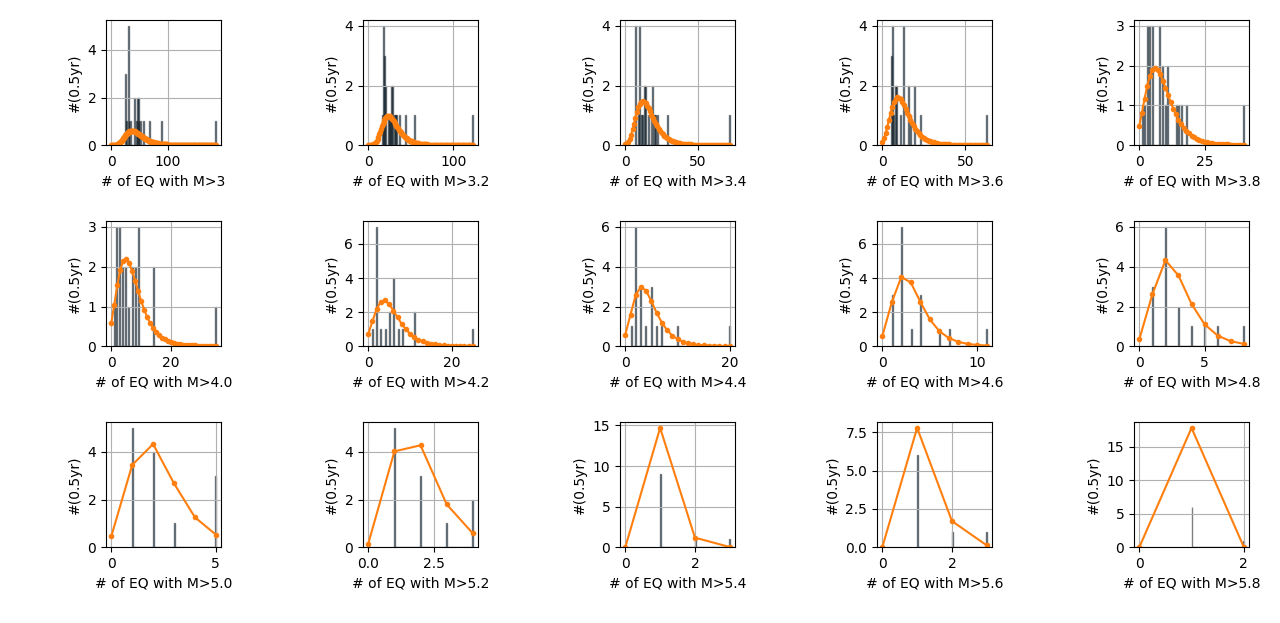 4
2
0
#(0.5yr)
0 100
# of EQ with M>3
4
2
0
#(0.5yr)
0 100
# of EQ with M>3.2
4
2
0
#(0.5yr)
0 50
# of EQ with M>3.4
4
2
0
#(0.5yr)
0 50
# of EQ with M>3.6
3
2
1
0
#(0.5yr)
0 25
# of EQ with M>3.8
3
2
1
0
#(0.5yr)
0 20
# of EQ with M>4.0
6
4
2
0
#(0.5yr)
0 20
# of EQ with M>4.2
6
4
2
0
#(0.5yr)
0 20
# of EQ with M>4.4
6
4
2
0
#(0.5yr)
0 10
# of EQ with M>4.6
6
4
2
0
#(0.5yr)
0 5
# of EQ with M>4.8
4
2
0
#(0.5yr)
0 5
# of EQ with M>5.0
4
2
0
#(0.5yr)
0.0 2.5
# of EQ with M>5.2
15
10
5
0
#(0.5yr)
0 2
# of EQ with M>5.4
7.5
5.0
2.5
0.0
#(0.5yr)
0 2
# of EQ with M>5.6
15
10
5
0
#(0.5yr)
0 2
# of EQ with M>5.8